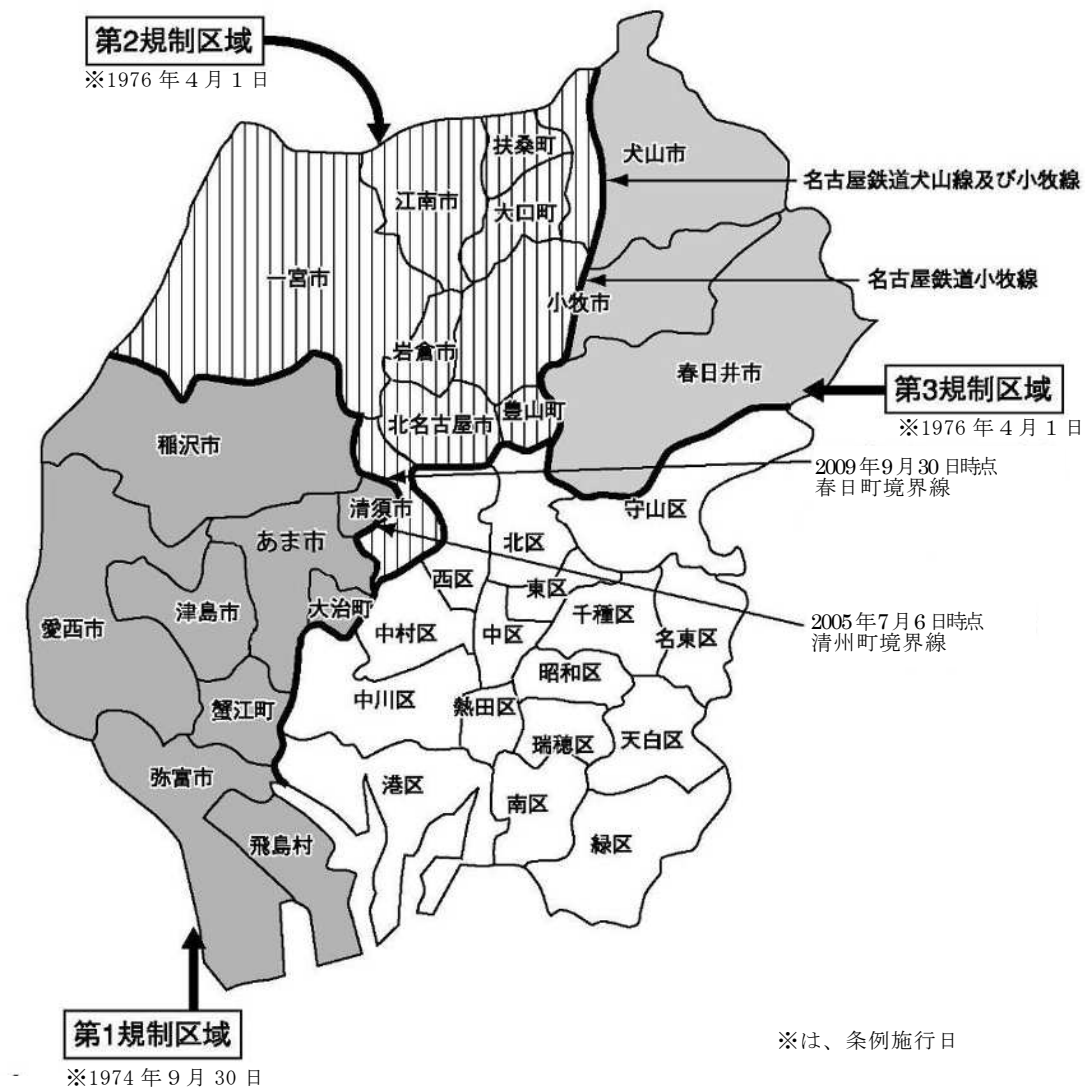 第2規制区域
※1976年4月1日
扶桑町
犬山市
名古屋鉄道犬山線及び小牧線
江南市
大口町
一宮市
名古屋鉄道小牧線
小牧市
岩倉市
春日井市
第3規制区域
※1976年4月1日
北名古屋市
豊山町
稲沢市
2009年9月30日時点
春日町境界線
清須市
守山区
あま市
北区
西区
東区
津島市
大治町
千種区
愛西市
中村区
中区
名東区
2005年7月6日時点
清州町境界線
昭和区
中川区
熱田区
蟹江町
瑞穂区
天白区
弥富市
港区
南区
飛島村
緑区
第1規制区域
※1974年9月30日
※は、条例施行日
-